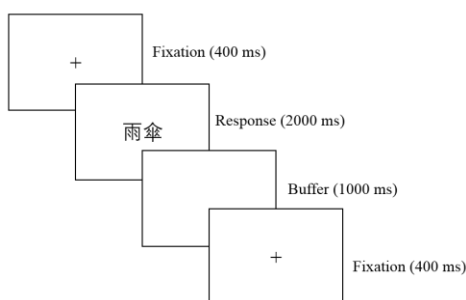 +
Fixation (400 ms)
雨伞
Response (2000 ms)
Buffer (1000 ms)
+
Fixation (400 ms)